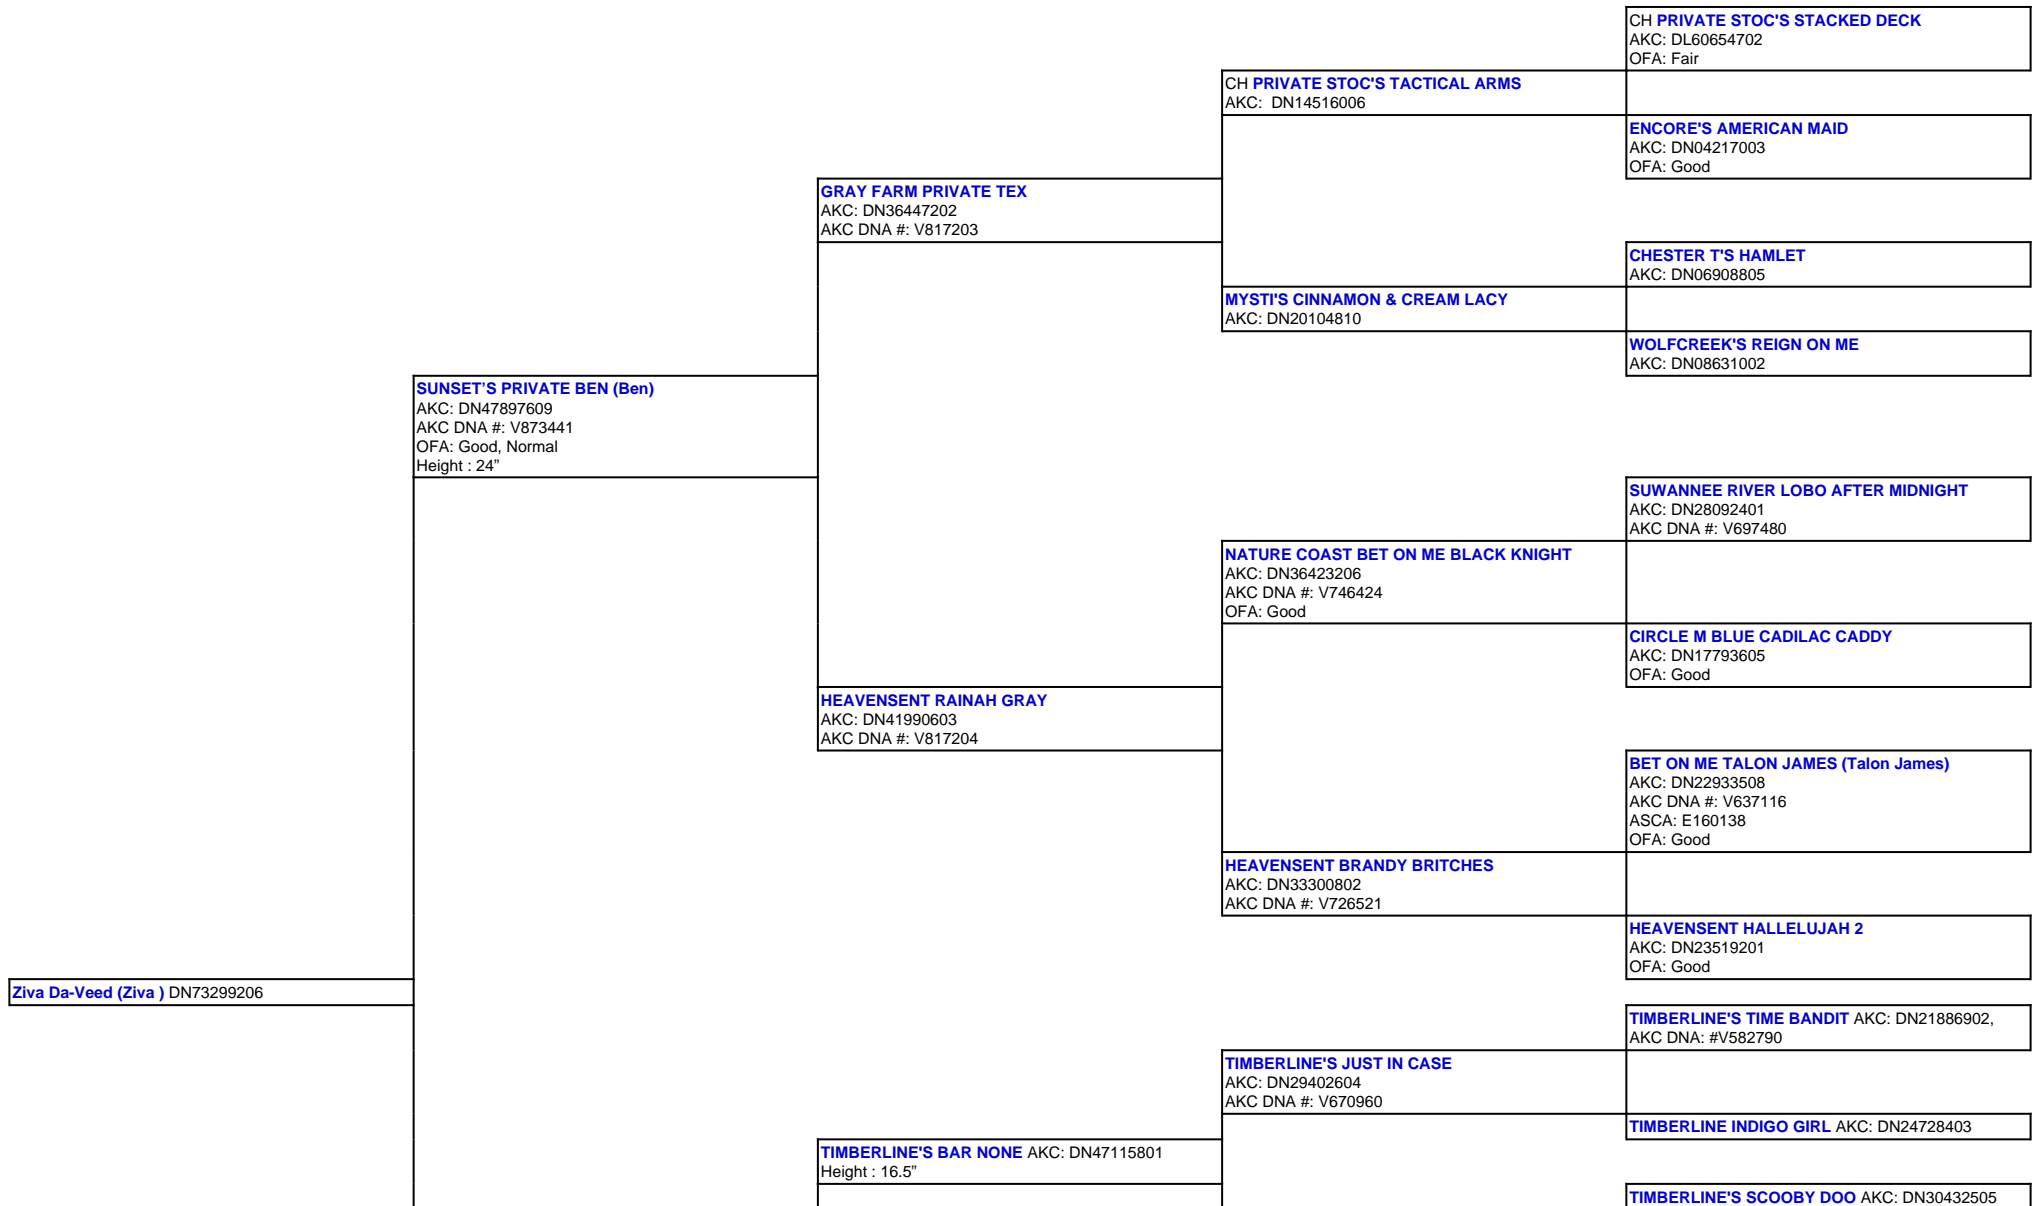 CH PRIVATE STOC'S STACKED DECK
AKC: DL60654702
OFA: Fair
CH PRIVATE STOC'S TACTICAL ARMS
AKC:  DN14516006
ENCORE'S AMERICAN MAID
AKC: DN04217003
OFA: Good
GRAY FARM PRIVATE TEX
AKC: DN36447202
AKC DNA #: V817203
CHESTER T'S HAMLET
AKC: DN06908805
MYSTI'S CINNAMON & CREAM LACY
AKC: DN20104810
WOLFCREEK'S REIGN ON ME
AKC: DN08631002
SUNSET’S PRIVATE BEN (Ben)
AKC: DN47897609
AKC DNA #: V873441
OFA: Good, Normal
Height : 24”
SUWANNEE RIVER LOBO AFTER MIDNIGHT
AKC: DN28092401
AKC DNA #: V697480
NATURE COAST BET ON ME BLACK KNIGHT
AKC: DN36423206
AKC DNA #: V746424
OFA: Good
CIRCLE M BLUE CADILAC CADDY
AKC: DN17793605
OFA: Good
HEAVENSENT RAINAH GRAY
AKC: DN41990603
AKC DNA #: V817204
BET ON ME TALON JAMES (Talon James)
AKC: DN22933508
AKC DNA #: V637116
ASCA: E160138
OFA: Good
HEAVENSENT BRANDY BRITCHES
AKC: DN33300802
AKC DNA #: V726521
HEAVENSENT HALLELUJAH 2
AKC: DN23519201
OFA: Good
Ziva Da-Veed (Ziva ) DN73299206
TIMBERLINE'S TIME BANDIT AKC: DN21886902,
AKC DNA: #V582790
TIMBERLINE'S JUST IN CASE
AKC: DN29402604
AKC DNA #: V670960
TIMBERLINE INDIGO GIRL AKC: DN24728403
TIMBERLINE'S BAR NONE AKC: DN47115801
Height : 16.5”
TIMBERLINE'S SCOOBY DOO AKC: DN30432505